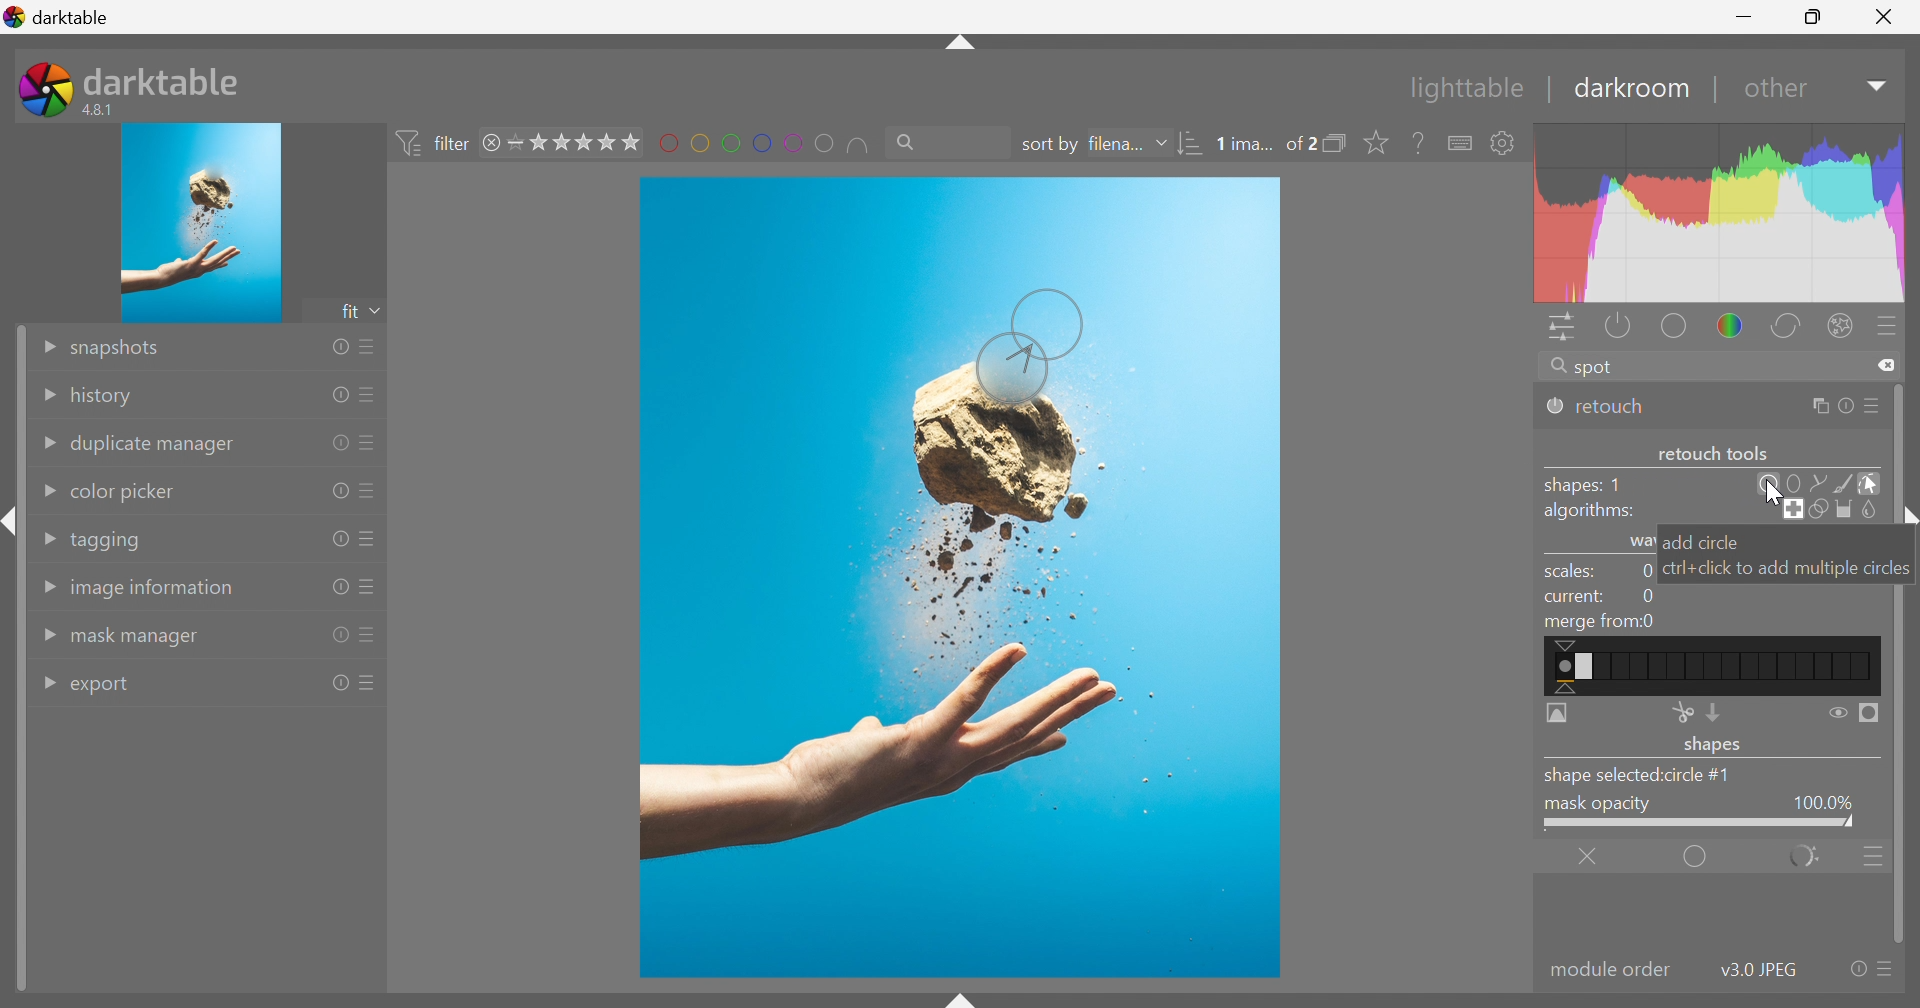 darktable
darktable
4.8.1
lighttable | darkroom | other
filter
sort by filena...
1 ima... of 2
fit
snapshots
history
duplicate manager
color picker
tagging
image information
mask manager
export
spot
retouch
retouch tools
shapes: 1
algorithms:
add circle
ctrl+click to add multiple circles
scales: 0
current: 0
merge from:0
shapes
shape selected:circle #1
mask opacity 100.0%
module order v3.0 JPEG